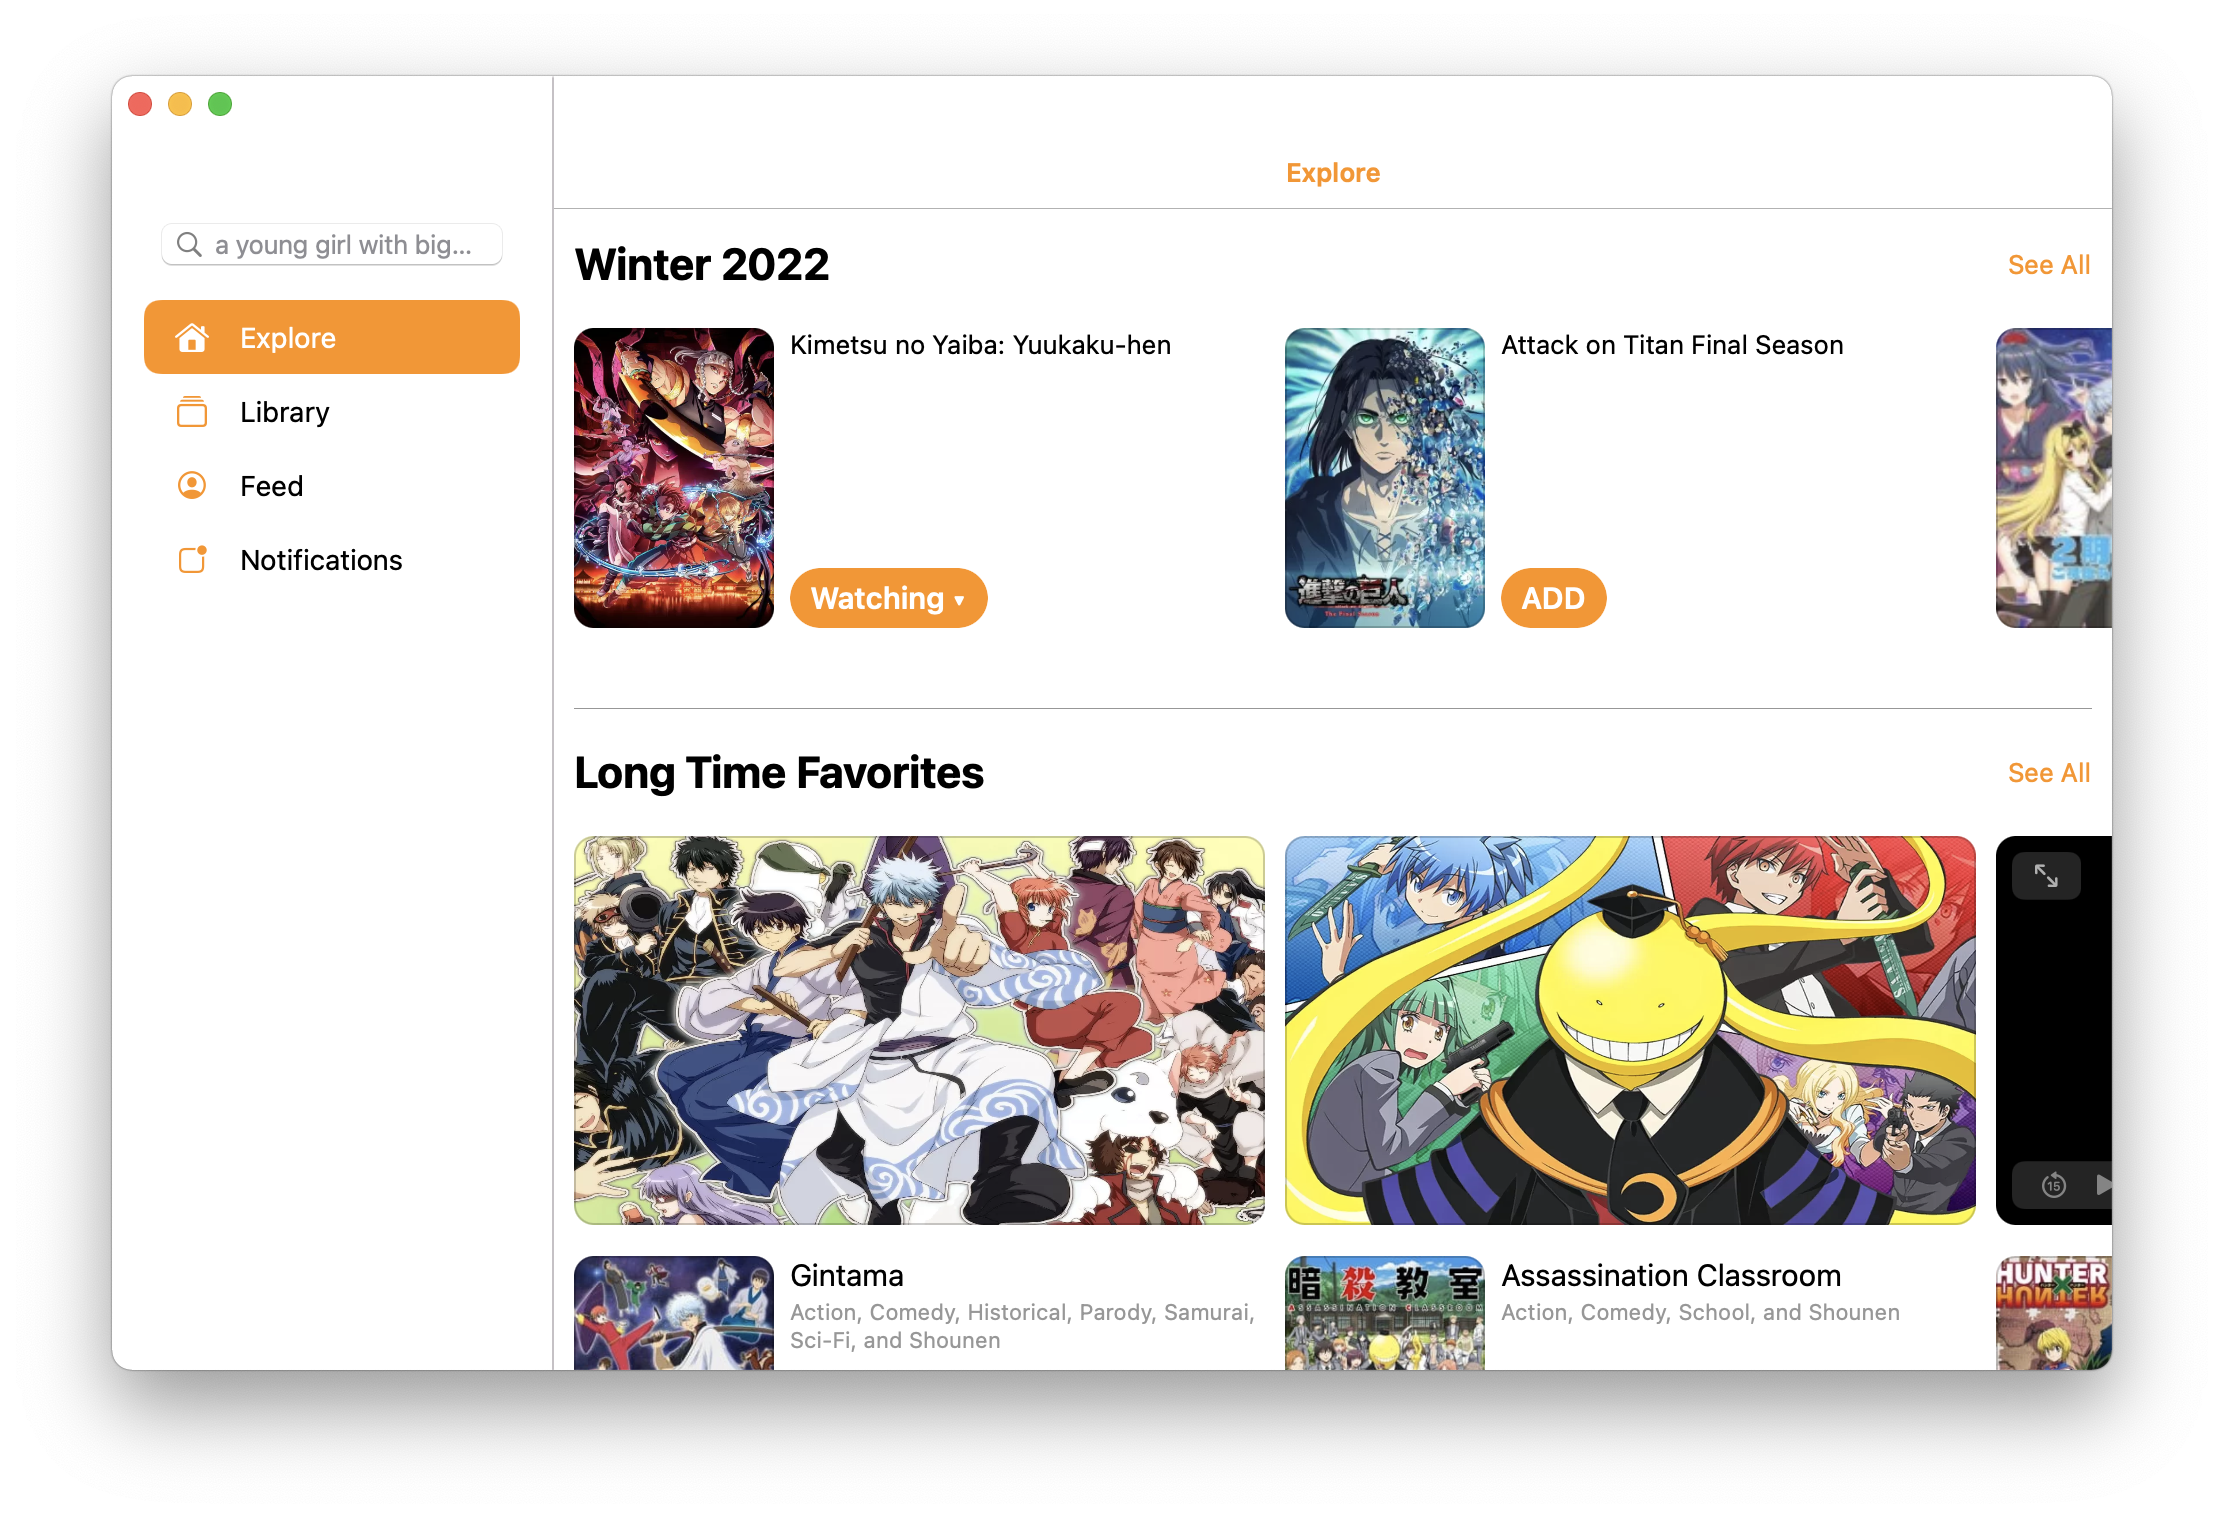 Explore
a young girl with big...
Explore
Library
Feed
Notifications
Winter 2022
See All
Kimetsu no Yaiba: Yuukaku-hen
Watching ▾
進撃の巨人
Attack on Titan Final Season
ADD
2期
Long Time Favorites
See All
15
Gintama
Action, Comedy, Historical, Parody, Samurai,
Sci-Fi, and Shounen
暗殺教室
ASSASSINATION CLASSROOM
Assassination Classroom
Action, Comedy, School, and Shounen
HUNTER
HUNTER